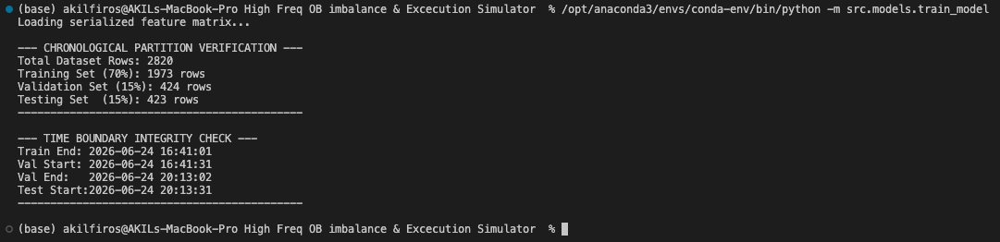 (base) akilfiros@AKILs-MacBook-Pro High Freq OB imbalance & Excecution Simulator % /opt/anaconda3/envs/conda-env/bin/python -m src.models.train_model
Loading serialized feature matrix...
--- CHRONOLOGICAL PARTITION VERIFICATION ---
Total Dataset Rows: 2820
Training Set (70%): 1973 rows
Validation Set (15%): 424 rows
Testing Set  (15%): 423 rows
--------------------------------------------
--- TIME BOUNDARY INTEGRITY CHECK ---
Train End: 2026-06-24 16:41:01
Val Start: 2026-06-24 16:41:31
Val End:   2026-06-24 20:13:02
Test Start:2026-06-24 20:13:31
--------------------------------------------
(base) akilfiros@AKILs-MacBook-Pro High Freq OB imbalance & Excecution Simulator %